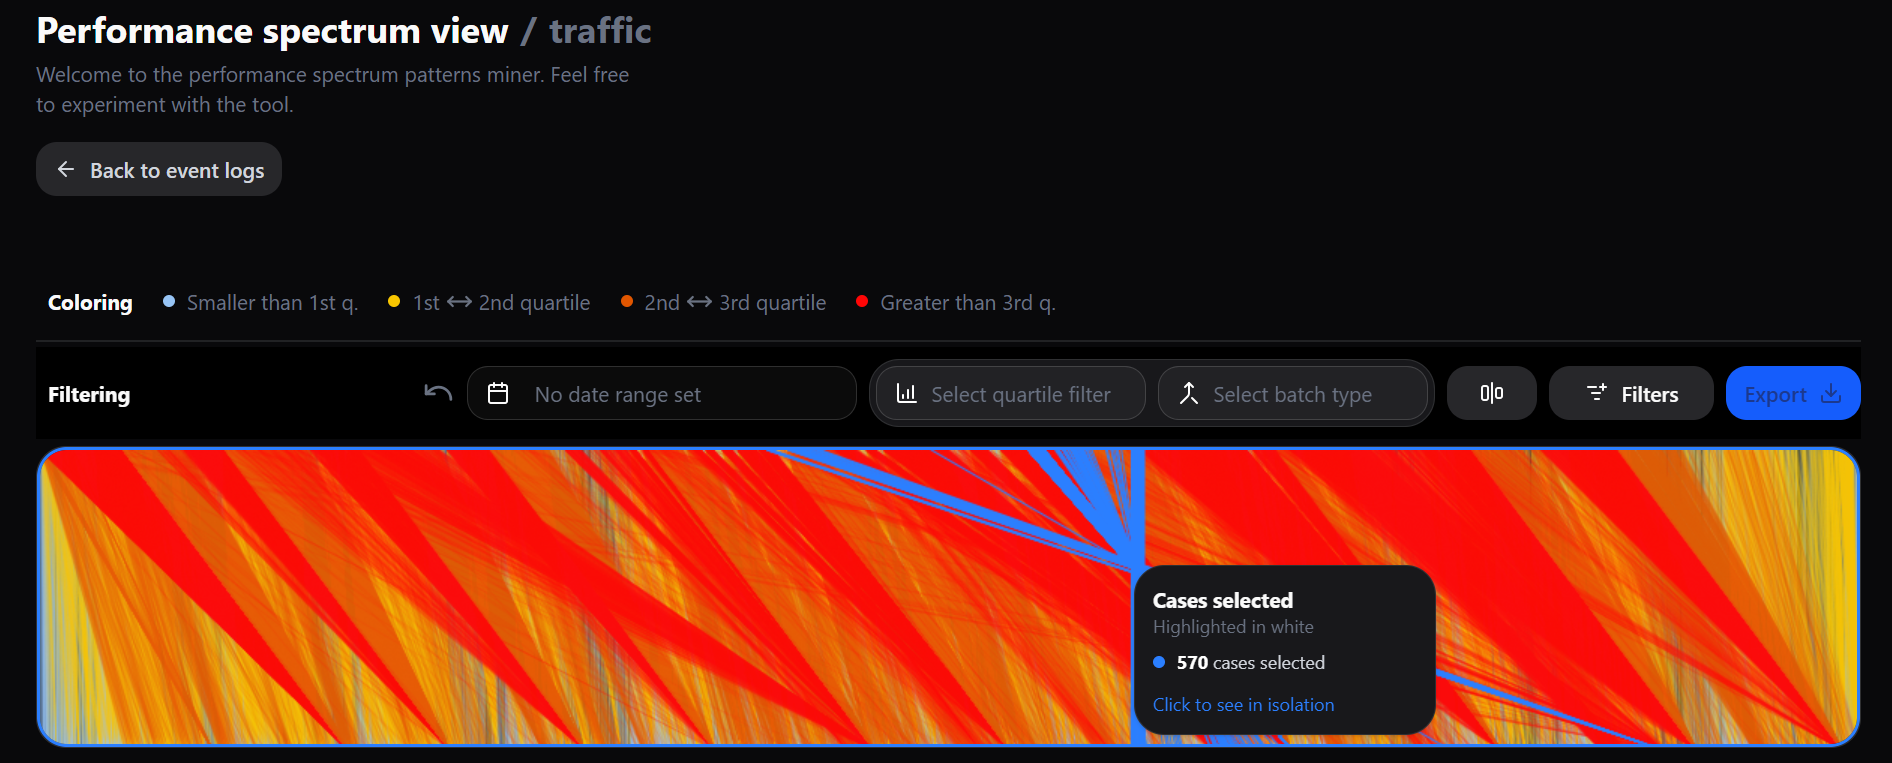 Performance spectrum view / traffic
Welcome to the performance spectrum patterns miner. Feel free
to experiment with the tool.
Back to event logs
Coloring Smaller than 1st q. 1st ↔ 2nd quartile 2nd ↔ 3rd quartile Greater than 3rd q.
Filtering No date range set Select quartile filter Select batch type Filters Export
Cases selected
Highlighted in white
570 cases selected
Click to see in isolation